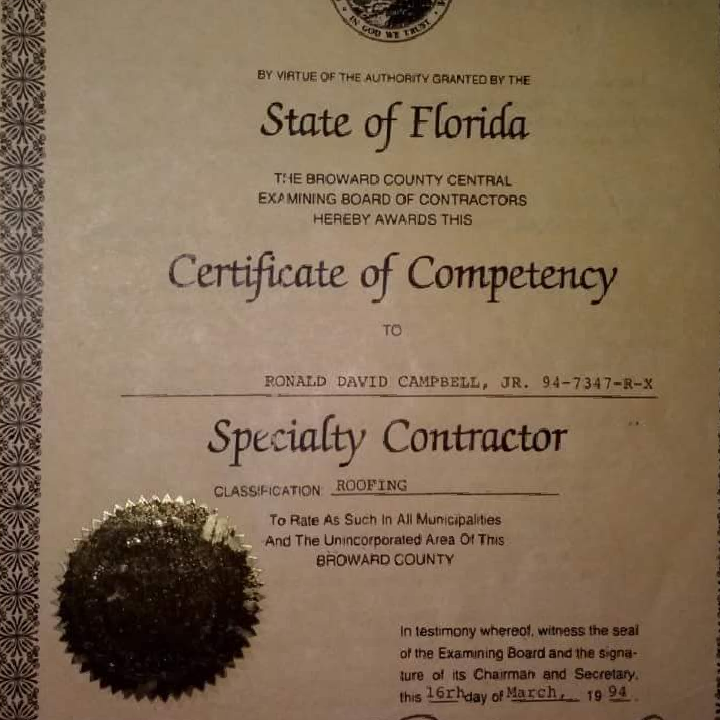 IN GOD WE TRUST
BY VIRTUE OF THE AUTHORITY GRANTED BY THE
State of Florida
THE BROWARD COUNTY CENTRAL
EXAMINING BOARD OF CONTRACTORS
HEREBY AWARDS THIS
Certificate of Competency
TO
RONALD DAVID CAMPBELL, JR. 94-7347-R-X
Specialty Contractor
CLASSIFICATION: ROOFING
To Rate As Such In All Municipalities
And The Unincorporated Area Of This
BROWARD COUNTY
In testimony whereof, witness the seal
of the Examining Board and the signa-
ture of its Chairman and Secretary,
this 16rh day of March, 19 94.